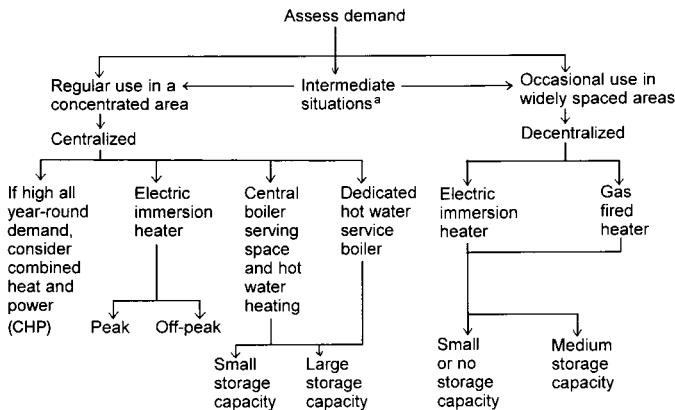 Assess demand
Regular use in a
concentrated area
Intermediate
situationsᵃ
Occasional use in
widely spaced areas
Centralized
Decentralized
If high all
year-round
demand,
consider
combined
heat and
power
(CHP)
Electric
immersion
heater
Central
boiler
serving
space
and hot
water
heating
Dedicated
hot water
service
boiler
Electric
immersion
heater
Gas
fired
heater
Peak
Off-peak
Small
storage
capacity
Large
storage
capacity
Small
or no
storage
capacity
Medium
storage
capacity